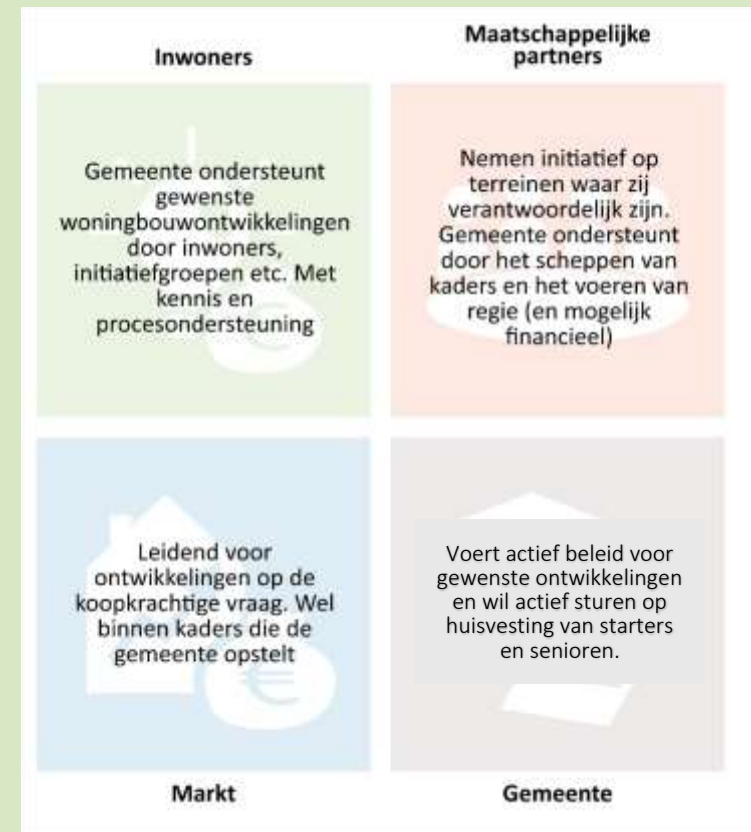 Inwoners
Gemeente ondersteunt
gewenste
woningbouwontwikkelingen
door inwoners,
initiatiefgroepen etc. Met
kennis en
procesondersteuning
Maatschappelijke
partners
Nemen initiatief op
terreinen waar zij
verantwoordelijk zijn.
Gemeente ondersteunt
door het scheppen van
kaders en het voeren van
regie (en mogelijk
financieel)
€
Leidend voor
ontwikkelingen op de
koopkrachtige vraag. Wel
binnen kaders die de
gemeente opstelt
€
Markt
Voert actief beleid voor
gewenste ontwikkelingen
en wil actief sturen op
huisvesting van starters
en senioren.
Gemeente